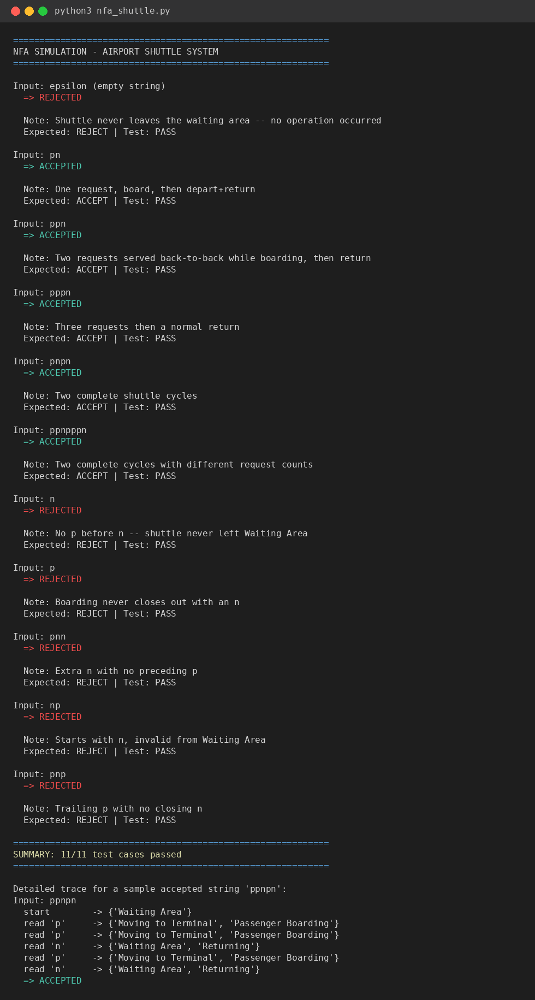 python3 nfa_shuttle.py
============================================================
NFA SIMULATION - AIRPORT SHUTTLE SYSTEM
============================================================
Input: epsilon (empty string)
  => REJECTED
  Note: Shuttle never leaves the waiting area -- no operation occurred
  Expected: REJECT | Test: PASS
Input: pn
  => ACCEPTED
  Note: One request, board, then depart+return
  Expected: ACCEPT | Test: PASS
Input: ppn
  => ACCEPTED
  Note: Two requests served back-to-back while boarding, then return
  Expected: ACCEPT | Test: PASS
Input: pppn
  => ACCEPTED
  Note: Three requests then a normal return
  Expected: ACCEPT | Test: PASS
Input: pnpn
  => ACCEPTED
  Note: Two complete shuttle cycles
  Expected: ACCEPT | Test: PASS
Input: ppnpppn
  => ACCEPTED
  Note: Two complete cycles with different request counts
  Expected: ACCEPT | Test: PASS
Input: n
  => REJECTED
  Note: No p before n -- shuttle never left Waiting Area
  Expected: REJECT | Test: PASS
Input: p
  => REJECTED
  Note: Boarding never closes out with an n
  Expected: REJECT | Test: PASS
Input: pnn
  => REJECTED
  Note: Extra n with no preceding p
  Expected: REJECT | Test: PASS
Input: np
  => REJECTED
  Note: Starts with n, invalid from Waiting Area
  Expected: REJECT | Test: PASS
Input: pnp
  => REJECTED
  Note: Trailing p with no closing n
  Expected: REJECT | Test: PASS
============================================================
SUMMARY: 11/11 test cases passed
============================================================
Detailed trace for a sample accepted string 'ppnpn':
Input: ppnpn
  start        -> {'Waiting Area'}
  read 'p'     -> {'Moving to Terminal', 'Passenger Boarding'}
  read 'p'     -> {'Moving to Terminal', 'Passenger Boarding'}
  read 'n'     -> {'Waiting Area', 'Returning'}
  read 'p'     -> {'Moving to Terminal', 'Passenger Boarding'}
  read 'n'     -> {'Waiting Area', 'Returning'}
  => ACCEPTED